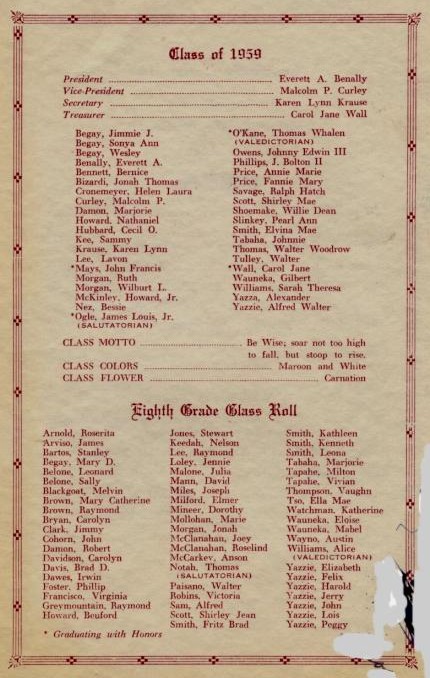 Class of 1959
President ........ Everett A. Benally
Vice-President ........ Malcolm P. Curley
Secretary ........ Karen Lynn Krause
Treasurer ........ Carol Jane Wall
Begay, Jimmie J.
Begay, Sonya Ann
Begay, Wesley
Benally, Everett A.
Bennett, Bernice
Bizardi, Jonah Thomas
Cronemeyer, Helen Laura
Curley, Malcolm P.
Damon, Marjorie
Howard, Nathaniel
Hubbard, Cecil O.
Kee, Sammy
Krause, Karen Lynn
Lee, Lavon
*Mays, John Francis
Morgan, Ruth
Morgan, Wilburt L.
McKinley, Howard, Jr.
Nez, Bessie
*Ogle, James Louis, Jr.
(SALUTATORIAN)
*O'Kane, Thomas Whalen
(VALEDICTORIAN)
Owens, Johnny Edwin III
Phillips, J. Bolton II
Price, Annie Marie
Price, Fannie Mary
Savage, Ralph Hatch
Scott, Shirley Mae
Shoemake, Willie Dean
Slinkey, Pearl Ann
Smith, Elvina Mae
Tabaha, Johnnie
Thomas, Walter Woodrow
Tulley, Walter
*Wall, Carol Jane
Wauneka, Gilbert
Williams, Sarah Theresa
Yazza, Alexander
Yazzie, Alfred Walter
CLASS MOTTO ........ Be Wise; soar not too high
to fall, but stoop to rise.
CLASS COLORS ........ Maroon and White
CLASS FLOWER ........ Carnation
Eighth Grade Class Roll
Arnold, Roserita
Arviso, James
Bartos, Stanley
Begay, Mary D.
Belone, Leonard
Belone, Sally
Blackgoat, Melvin
Brown, Mary Catherine
Brown, Raymond
Bryan, Carolyn
Clark, Jimmy
Cohorn, John
Damon, Robert
Davidson, Carolyn
Davis, Brad D.
Dawes, Irwin
Foster, Phillip
Francisco, Virginia
Greymountain, Raymond
Howard, Beuford
Jones, Stewart
Keedah, Nelson
Lee, Raymond
Loley, Jennie
Malone, Julia
Mann, David
Miles, Joseph
Milford, Elmer
Mineer, Dorothy
Mollohan, Marie
Morgan, Jonah
McClanahan, Joey
McClanahan, Roselind
McCarkey, Anson
Notah, Thomas
(SALUTATORIAN)
Paisano, Walter
Robins, Victoria
Sam, Alfred
Scott, Shirley Jean
Smith, Fritz Brad
Smith, Kathleen
Smith, Kenneth
Smith, Leona
Tabaha, Marjorie
Tapahe, Milton
Tapahe, Vivian
Thompson, Vaughn
Tso, Ella Mae
Watchman, Katherine
Wauneka, Eloise
Wauneka, Mabel
Wayno, Austin
Williams, Alice
(VALEDICTORIAN)
Yazzie, Elizabeth
Yazzie, Felix
Yazzie, Harold
Yazzie, Jerry
Yazzie, John
Yazzie, Lois
Yazzie, Peggy
* Graduating with Honors